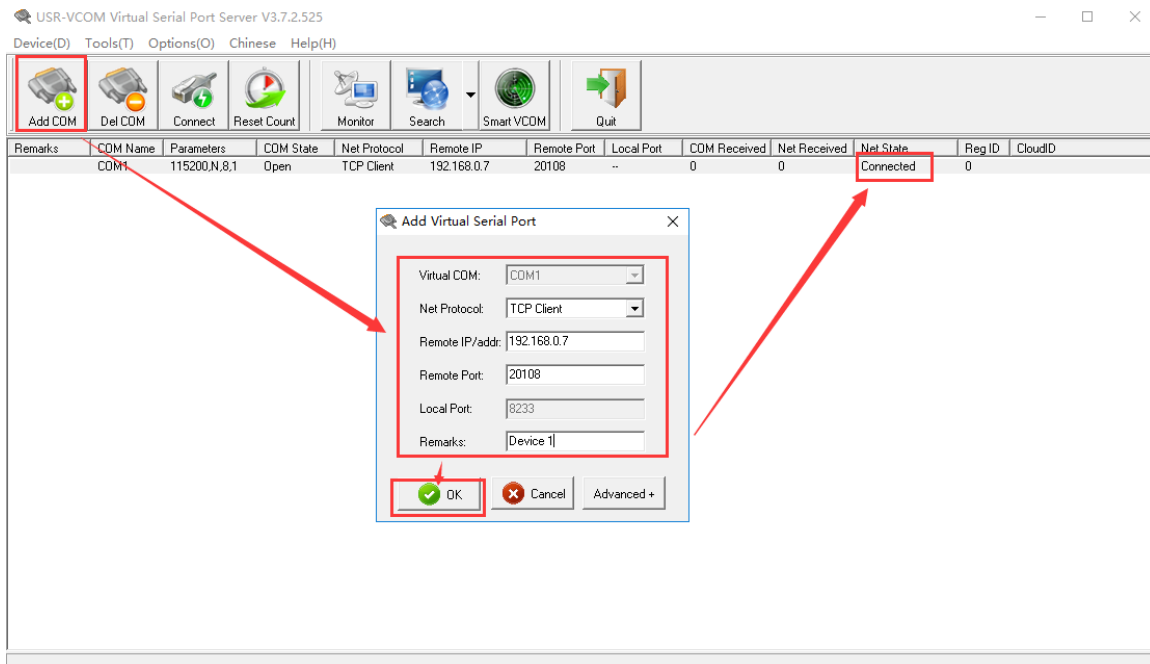 USR-VCOM Virtual Serial Port Server V3.7.2.525
Device(D) Tools(T) Options(O) Chinese Help(H)
Add COM Del COM Connect Reset Count Monitor Search Smart VCOM Quit
Remarks COM Name Parameters COM State Net Protocol Remote IP Remote Port Local Port COM Received Net Received Net State Reg ID CloudID
COM1 115200,N,8,1 Open TCP Client 192.168.0.7 20108 -- 0 0 Connected 0
Add Virtual Serial Port
Virtual COM: COM1
Net Protocol: TCP Client
Remote IP/addr: 192.168.0.7
Remote Port: 20108
Local Port: 8233
Remarks: Device 1
OK Cancel Advanced +